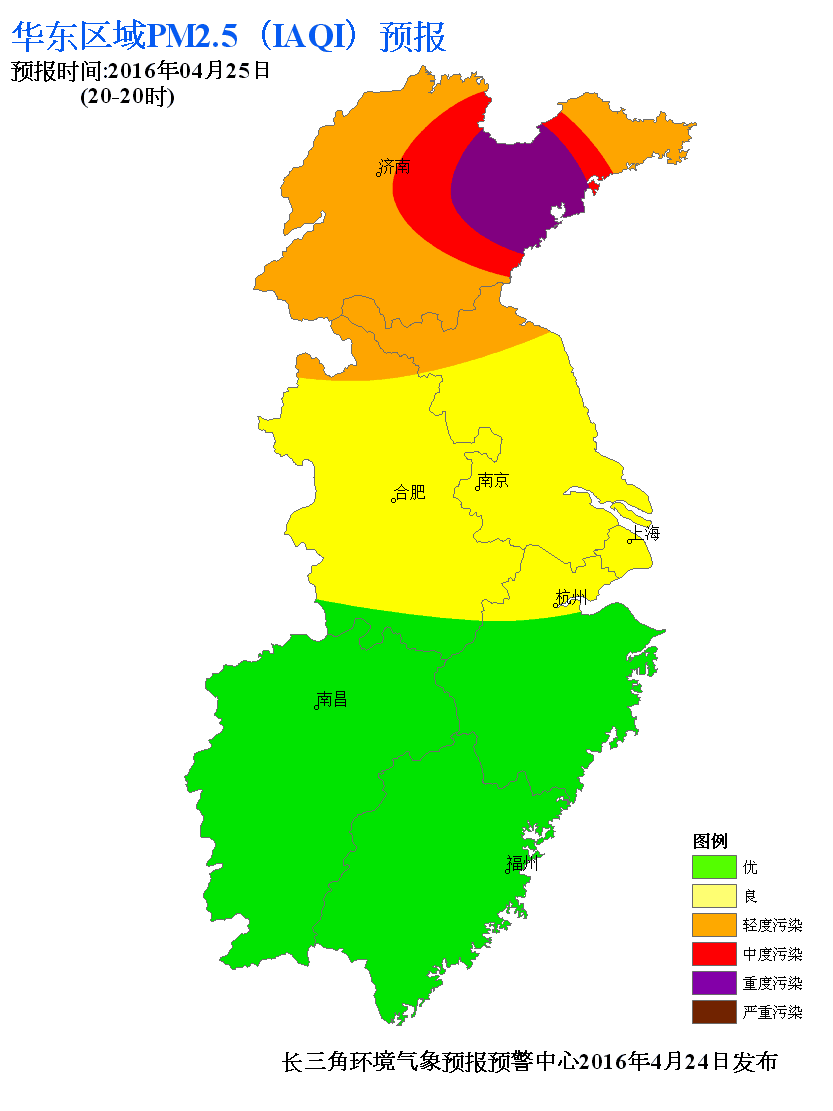 华东区域PM2.5（IAQI）预报
预报时间:2016年04月25日
(20-20时)
济南
南京
合肥
上海
杭州
南昌
福州
图例
优
良
轻度污染
中度污染
重度污染
严重污染
长三角环境气象预报预警中心2016年4月24日发布